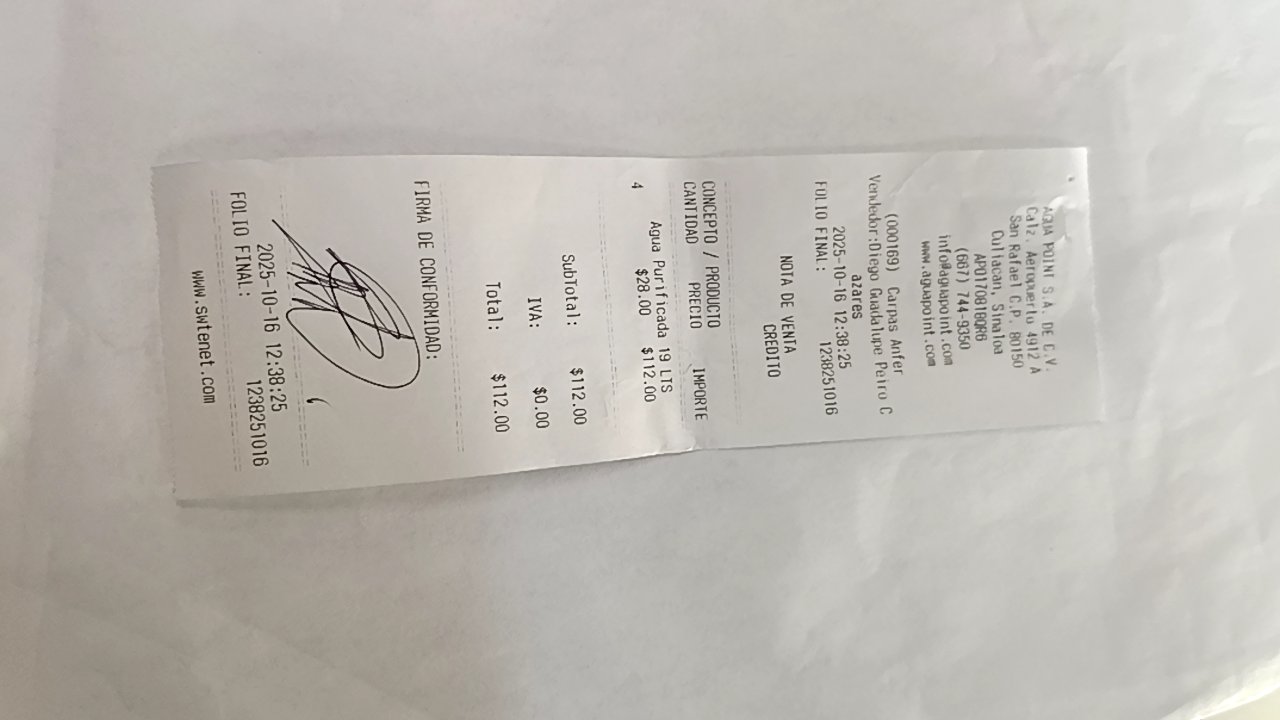 AGUA POINT S.A. DE C.V.
Calz. Aeropuerto 4912 A
San Rafael C.P. 80150
Culiacan, Sinaloa
APO170818QR6
(667) 744-9350
info@aguapoint.com
www.aguapoint.com
(000169) Carpas Anfer
Vendedor:Diego Guadalupe Peiro C
azares
2025-10-16 12:38:25
FOLIO FINAL: 1238251016
NOTA DE VENTA
CREDITO
CONCEPTO / PRODUCTO
CANTIDAD PRECIO IMPORTE
Agua Purificada 19 LTS
4 $28.00 $112.00
SubTotal: $112.00
IVA: $0.00
Total: $112.00
FIRMA DE CONFORMIDAD:
2025-10-16 12:38:25
FOLIO FINAL: 1238251016
www.swtenet.com